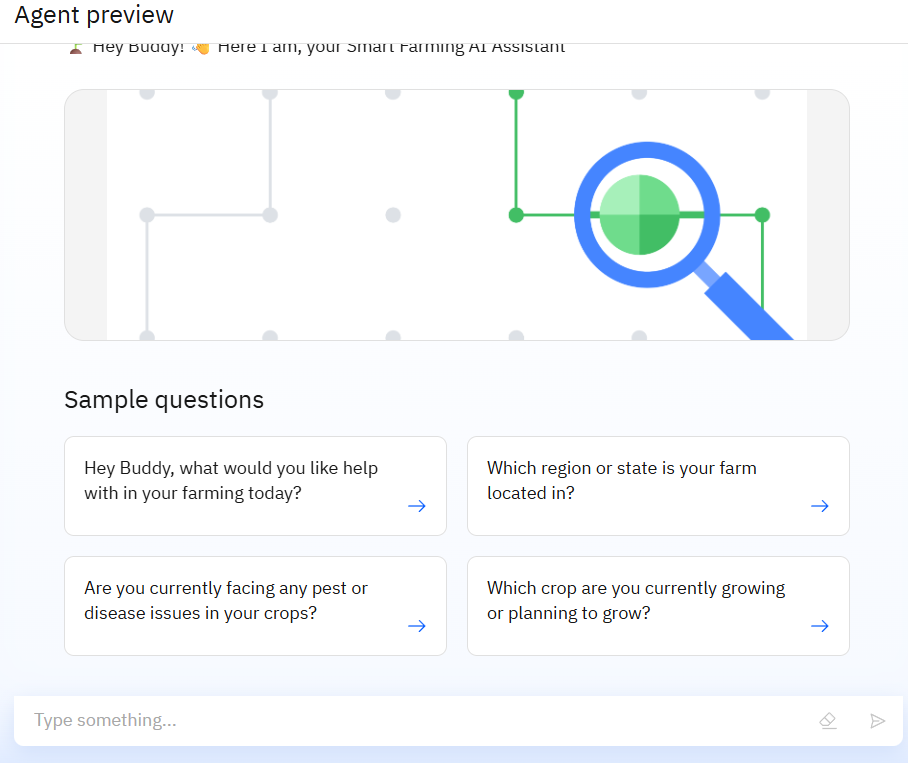 Agent preview
🌱 Hey Buddy! 👋 Here I am, your Smart Farming AI Assistant
Sample questions
Hey Buddy, what would you like help
with in your farming today?
Which region or state is your farm
located in?
Are you currently facing any pest or
disease issues in your crops?
Which crop are you currently growing
or planning to grow?
Type something...